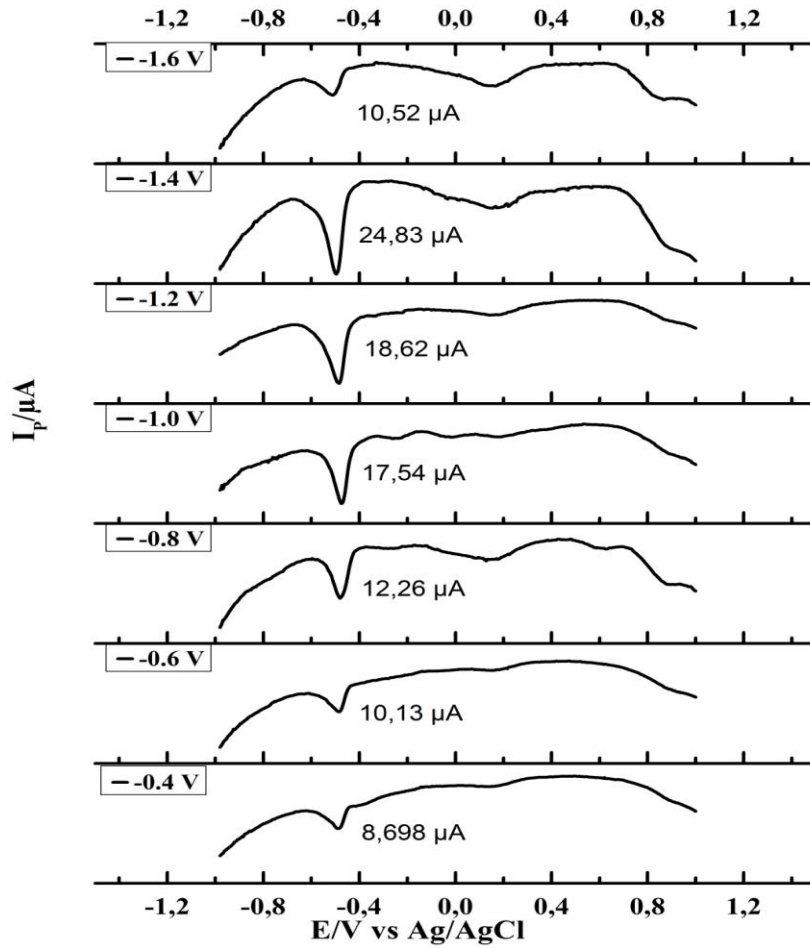 -1,2 -0,8 -0,4 0,0 0,4 0,8 1,2
-1.6 V
10,52 µA
-1.4 V
24,83 µA
-1.2 V
18,62 µA
-1.0 V
17,54 µA
-0.8 V
12,26 µA
-0.6 V
10,13 µA
-0.4 V
8,698 µA
I_P/µA
-1,2 -0,8 -0,4 0,0 0,4 0,8 1,2
E/V vs Ag/AgCl